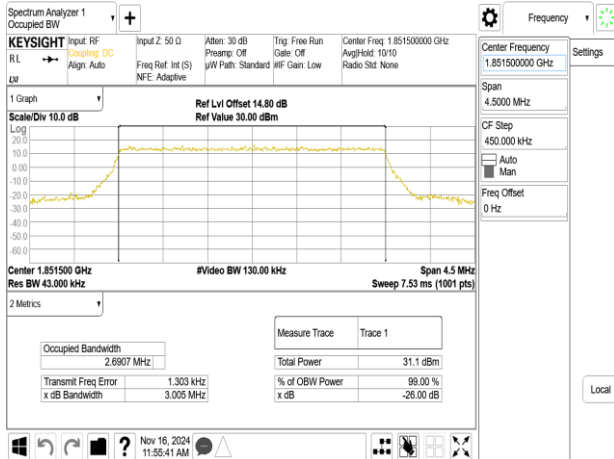 Spectrum Analyzer 1
Occupied BW
Frequency
KEYSIGHT
RL
LXI
Input: RF
Coupling: DC
Align: Auto
Input Z: 50 Ω
Freq Ref: Int (S)
NFE: Adaptive
Atten: 30 dB
Preamp: Off
µW Path: Standard
Trig: Free Run
Gate: Off
#IF Gain: Low
Center Freq: 1.851500000 GHz
Avg|Hold: 10/10
Radio Std: None
Center Frequency
1.851500000 GHz
Settings
Span
4.5000 MHz
CF Step
450.000 kHz
Auto
Man
Freq Offset
0 Hz
Local
1 Graph
Scale/Div 10.0 dB
Ref Lvl Offset 14.80 dB
Ref Value 30.00 dBm
Log
20.0
10.0
0.00
-10.0
-20.0
-30.0
-40.0
-50.0
-60.0
Center 1.851500 GHz
Res BW 43.000 kHz
#Video BW 130.00 kHz
Span 4.5 MHz
Sweep 7.53 ms (1001 pts)
2 Metrics
Measure Trace Trace 1
Occupied Bandwidth
2.6907 MHz
Total Power 31.1 dBm
Transmit Freq Error 1.303 kHz
% of OBW Power 99.00 %
x dB Bandwidth 3.005 MHz
x dB -26.00 dB
Nov 16, 2024
11:55:41 AM